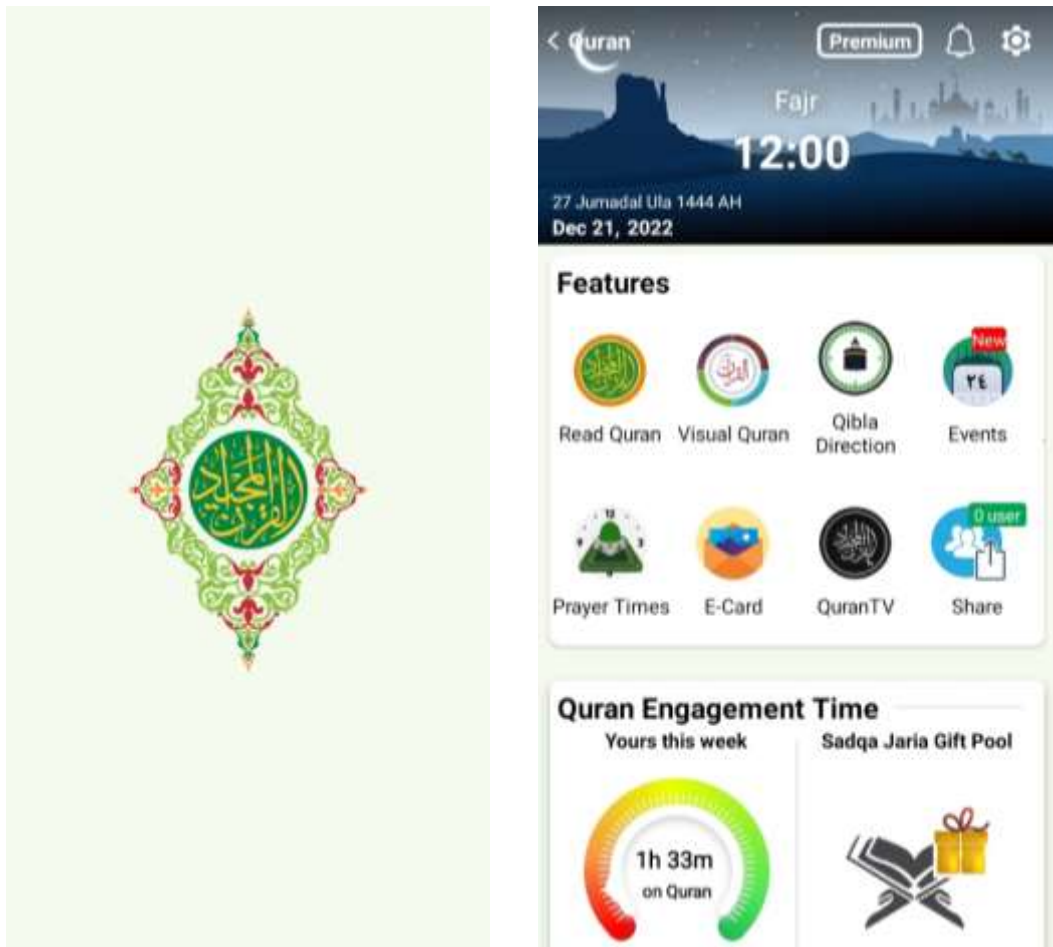 القرآن المجيد
< Quran
Premium
Fajr
12:00
27 Jumadal Ula 1444 AH
Dec 21, 2022
Features
New
٢٤
Read Quran Visual Quran Qibla Direction Events
12
3
0 user
Prayer Times E-Card QuranTV Share
Quran Engagement Time
Yours this week
Sadqa Jaria Gift Pool
1h 33m
on Quran